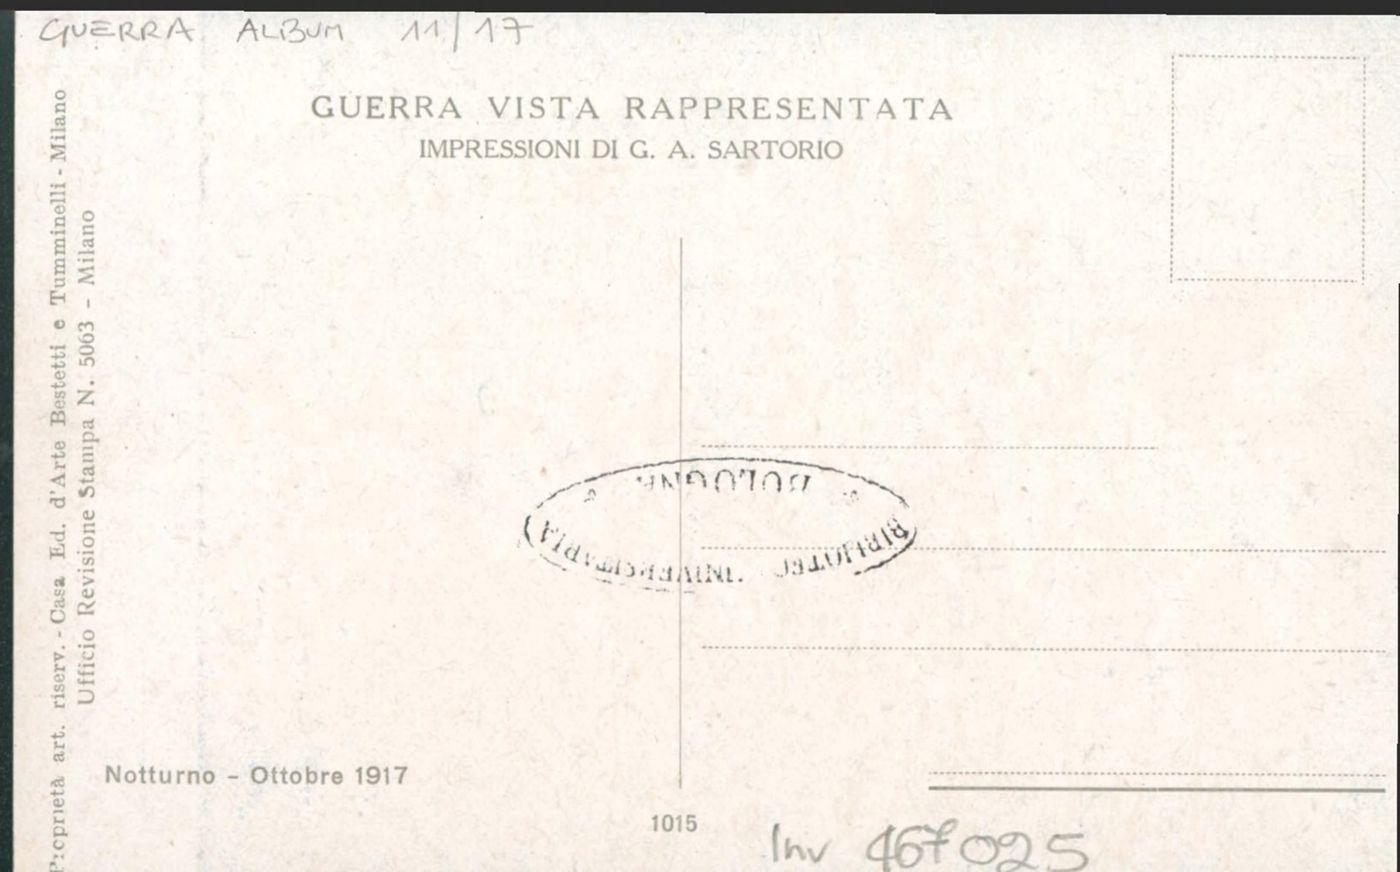 GUERRA ALBUM 11/17
GUERRA VISTA RAPPRESENTATA
IMPRESSIONI DI G. A. SARTORIO
Proprietà art. riserv. - Casa Ed. d'Arte Bestetti e Tumminelli - Milano
Ufficio Revisione Stampa N. 5063 - Milano
BOLOGNA
BIBLIOTEC UNIVERSITARIA
Notturno - Ottobre 1917
1015
Inv 467025